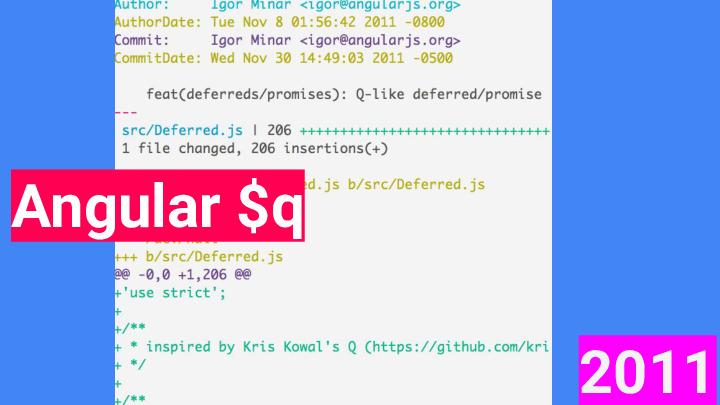 Author:     Igor Minar <igor@angularjs.org>
AuthorDate: Tue Nov 8 01:56:42 2011 -0800
Commit:     Igor Minar <igor@angularjs.org>
CommitDate: Wed Nov 30 14:49:03 2011 -0500
feat(deferreds/promises): Q-like deferred/promise
---
src/Deferred.js | 206 +++++++++++++++++++++++++++++++
1 file changed, 206 insertions(+)
ed.js b/src/Deferred.js
Angular $q
+++ b/src/Deferred.js
@@ -0,0 +1,206 @@
+'use strict';
+
+/**
+ * inspired by Kris Kowal's Q (https://github.com/kri
+ */
+
+/**
2011